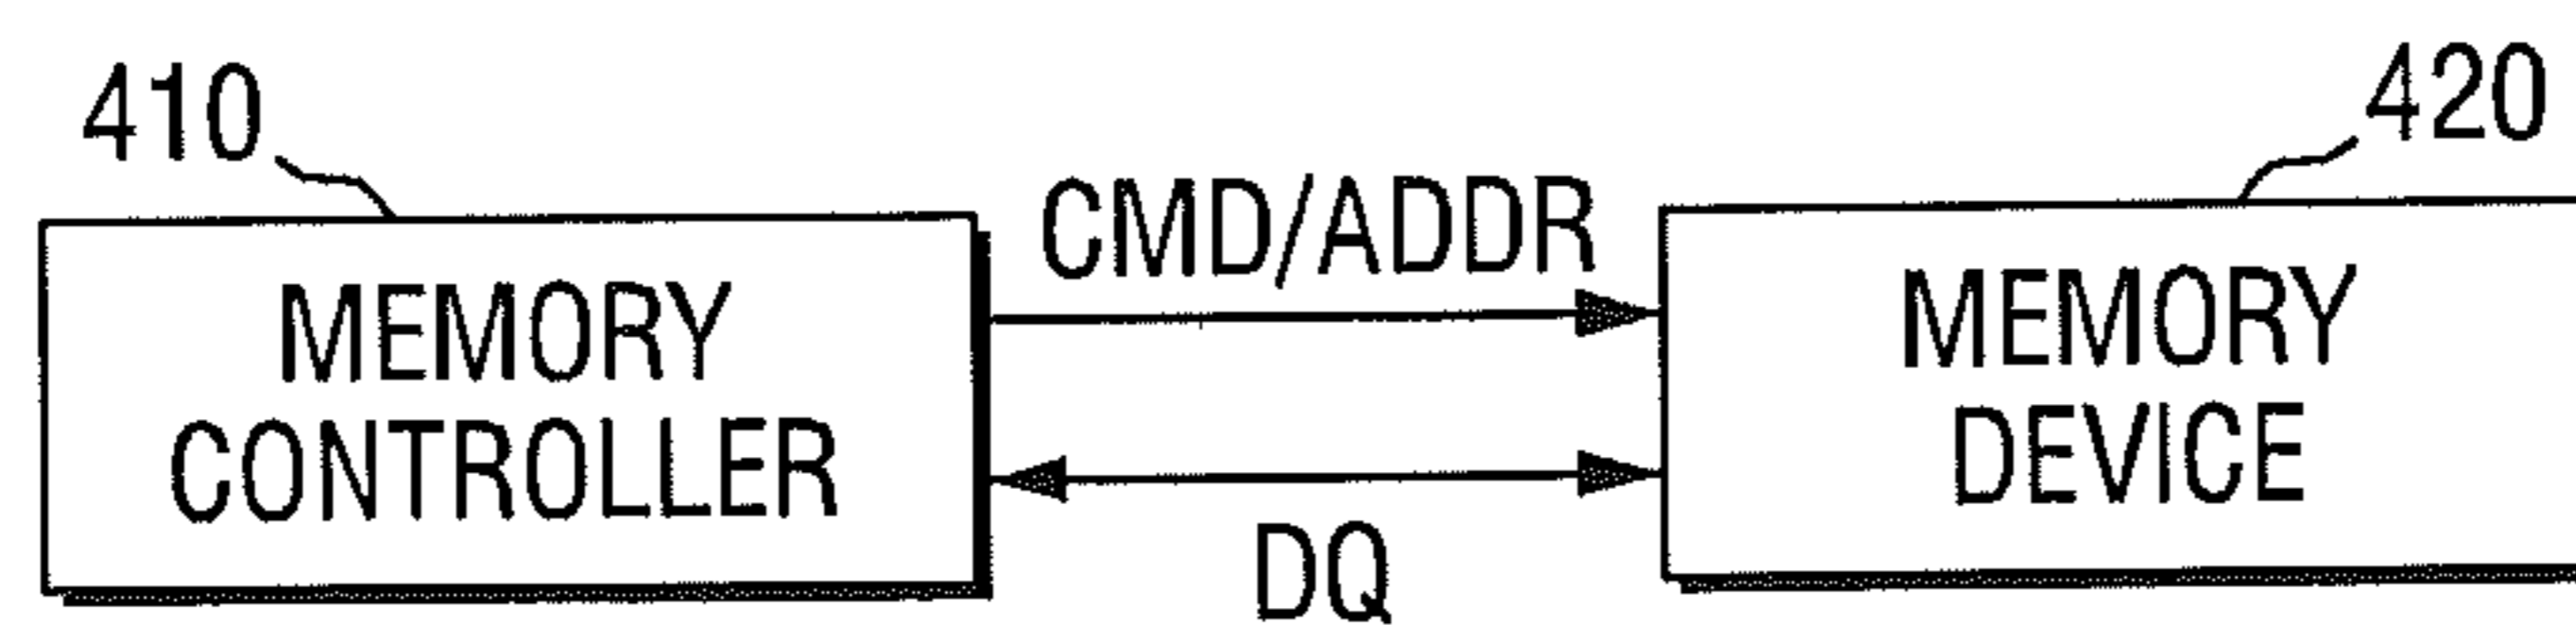 410
420
CMD/ADDR
MEMORY
CONTROLLER
MEMORY
DEVICE
DQ